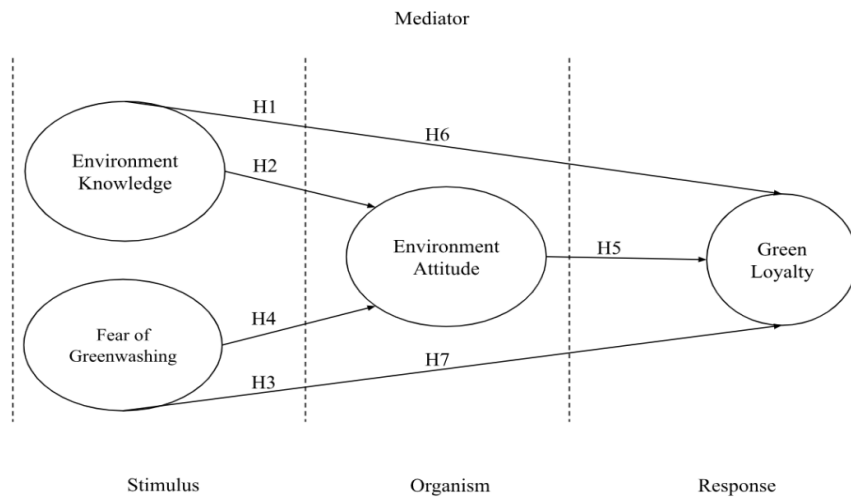 Mediator
H1
H6
Environment
Knowledge
H2
Environment
Attitude
H5
Green
Loyalty
Fear of
Greenwashing
H4
H7
H3
Stimulus
Organism
Response